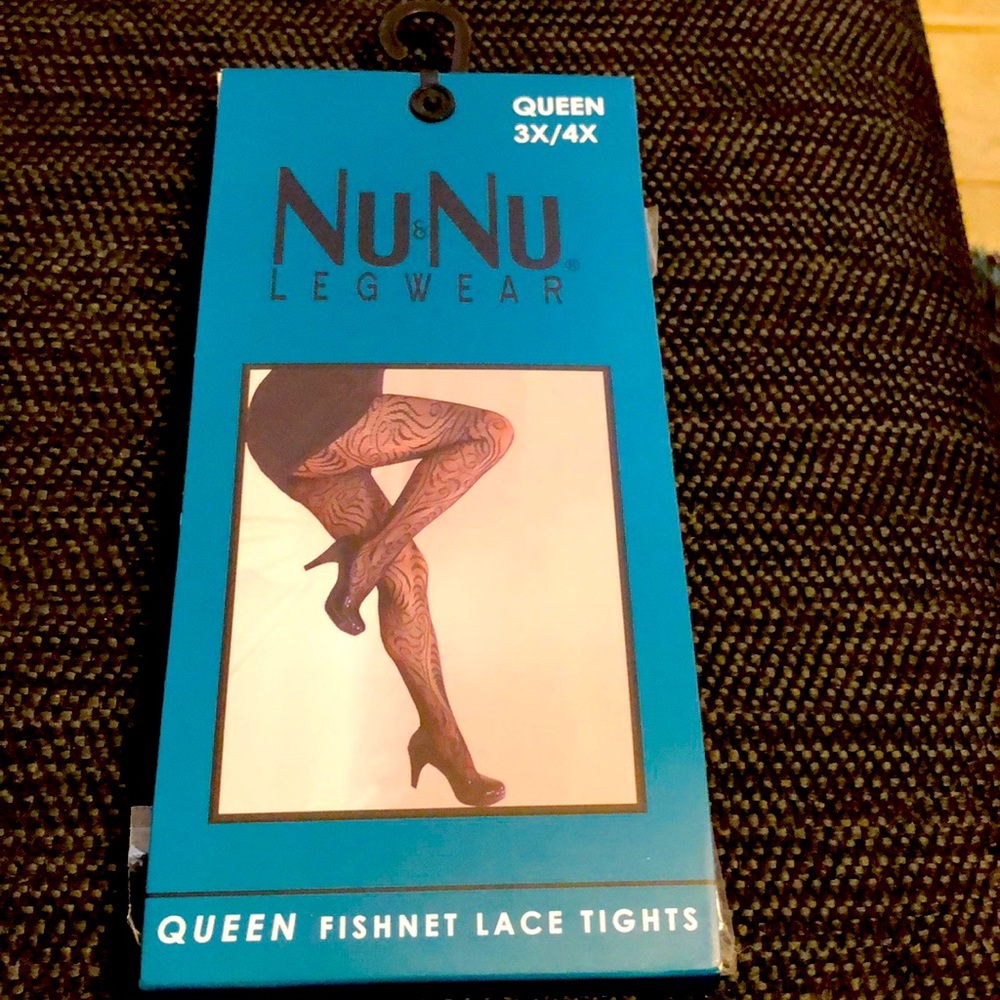 QUEEN
3X/4X
NU&NU®
LEGWEAR
QUEEN FISHNET LACE TIGHTS